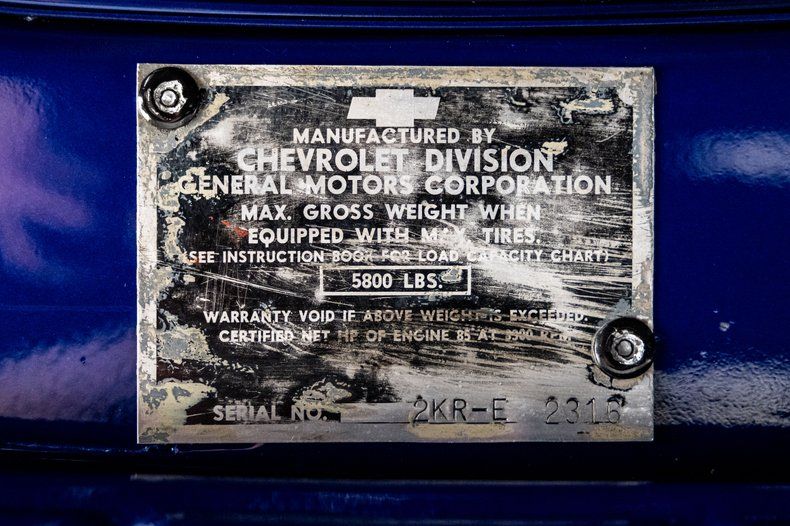 MANUFACTURED BY
CHEVROLET DIVISION
GENERAL MOTORS CORPORATION
MAX. GROSS WEIGHT WHEN
EQUIPPED WITH MAX. TIRES.
(SEE INSTRUCTION BOOK FOR LOAD CAPACITY CHART)
5800 LBS.
WARRANTY VOID IF ABOVE WEIGHT IS EXCEEDED.
CERTIFIED NET HP OF ENGINE 85 AT 3300 RPM.
SERIAL NO. 2KR-E 2316